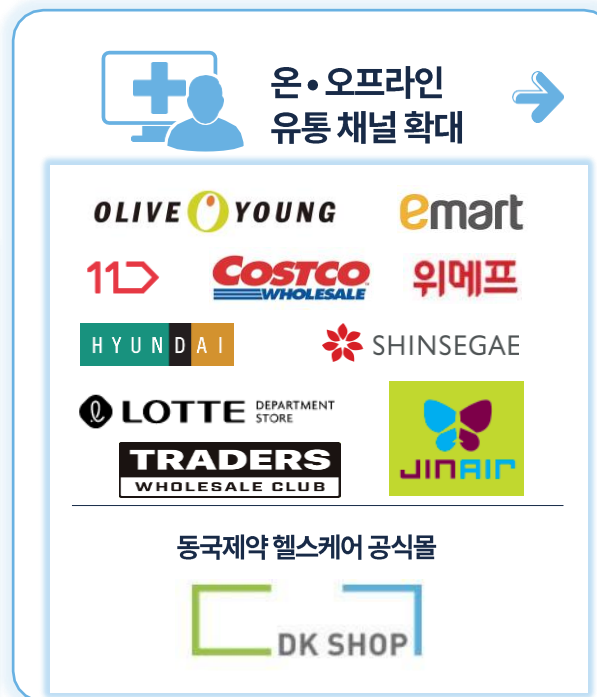 온•오프라인
유통 채널 확대
OLIVE YOUNG
emart
11
COSTCO
WHOLESALE
위메프
HYUNDAI
SHINSEGAE
LOTTE DEPARTMENT
STORE
JINAIR
TRADERS
WHOLESALE CLUB
동국제약 헬스케어 공식몰
DK SHOP